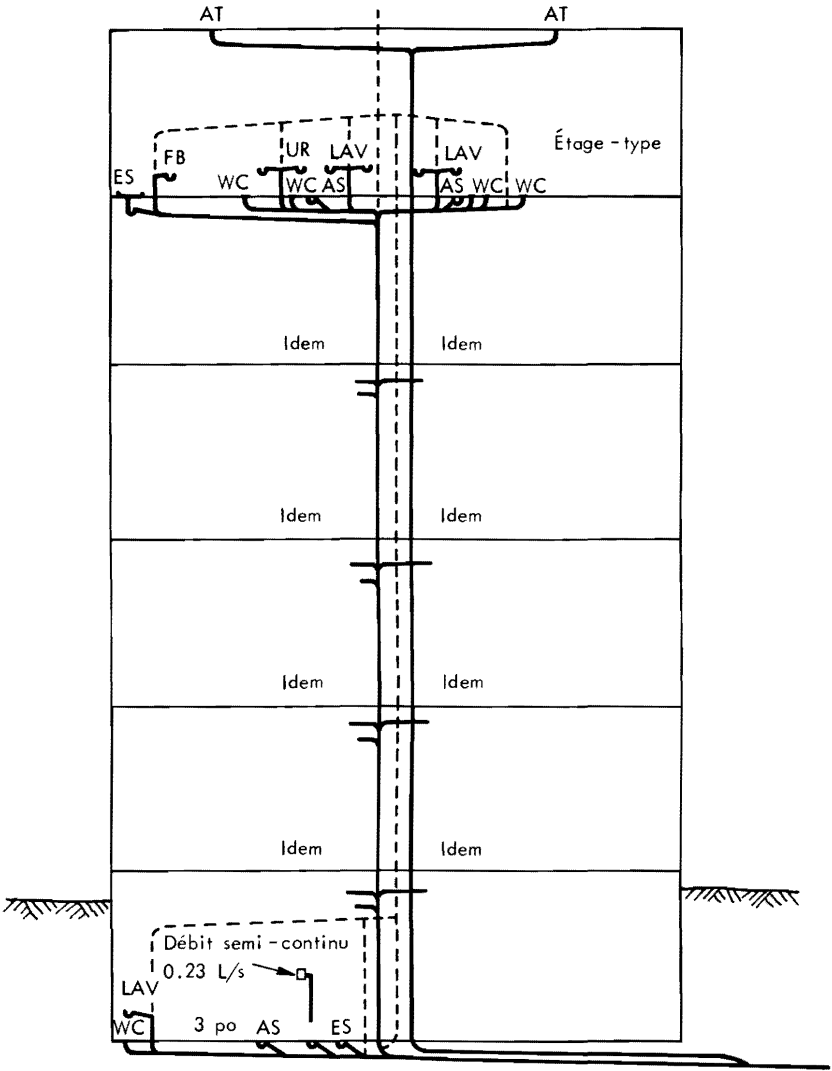 AT AT
Étage-type
FB UR LAV LAV
ES WC WC AS AS WC WC
Idem Idem
Idem Idem
Idem Idem
Idem Idem
Débit semi-continu
0.23 L/s
LAV
WC 3 po AS ES